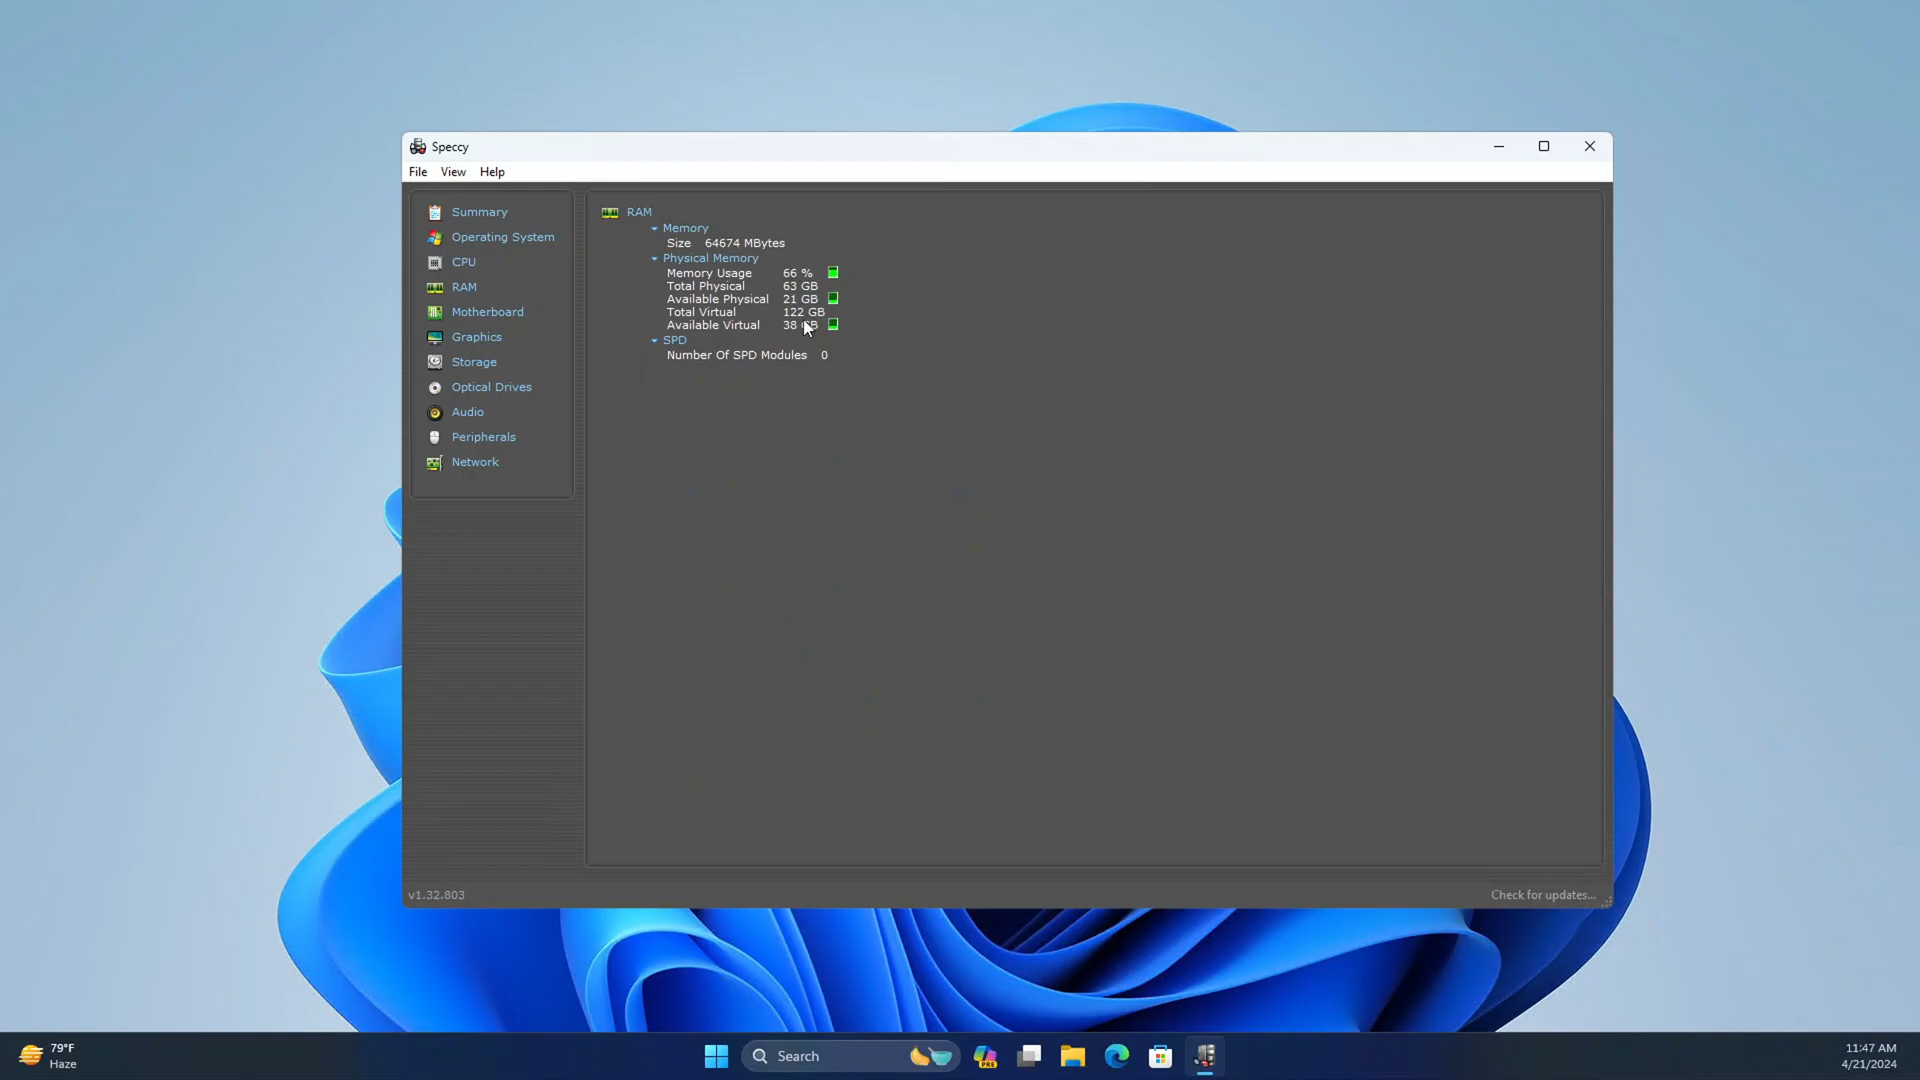 Speccy
File View Help
Summary
Operating System
CPU
RAM
Motherboard
Graphics
Storage
Optical Drives
Audio
Peripherals
Network
RAM
Memory
Size 64674 MBytes
Physical Memory
Memory Usage 66 %
Total Physical 63 GB
Available Physical 21 GB
Total Virtual 122 GB
Available Virtual 38 GB
SPD
Number Of SPD Modules 0
v1.32.803
Check for updates...
79°F
Haze
Search
PRE
11:47 AM
4/21/2024